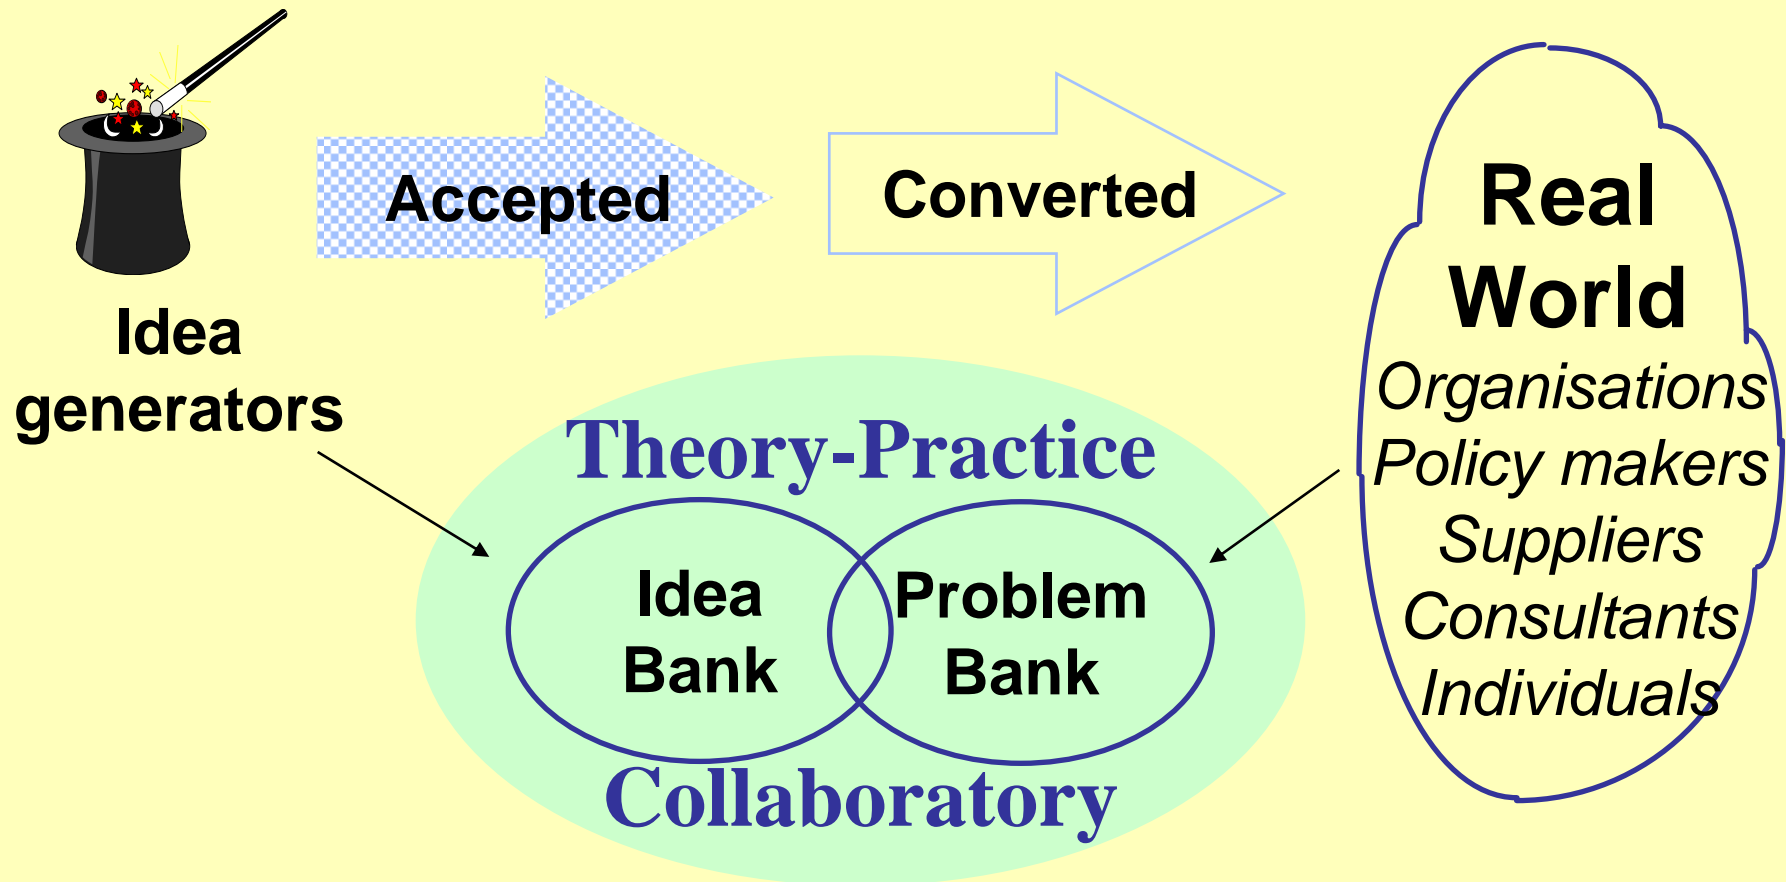 Accepted
Converted
Idea
generators
Real
World
Organisations
Policy makers
Suppliers
Consultants
Individuals
Theory-Practice
Idea
Bank
Problem
Bank
Collaboratory